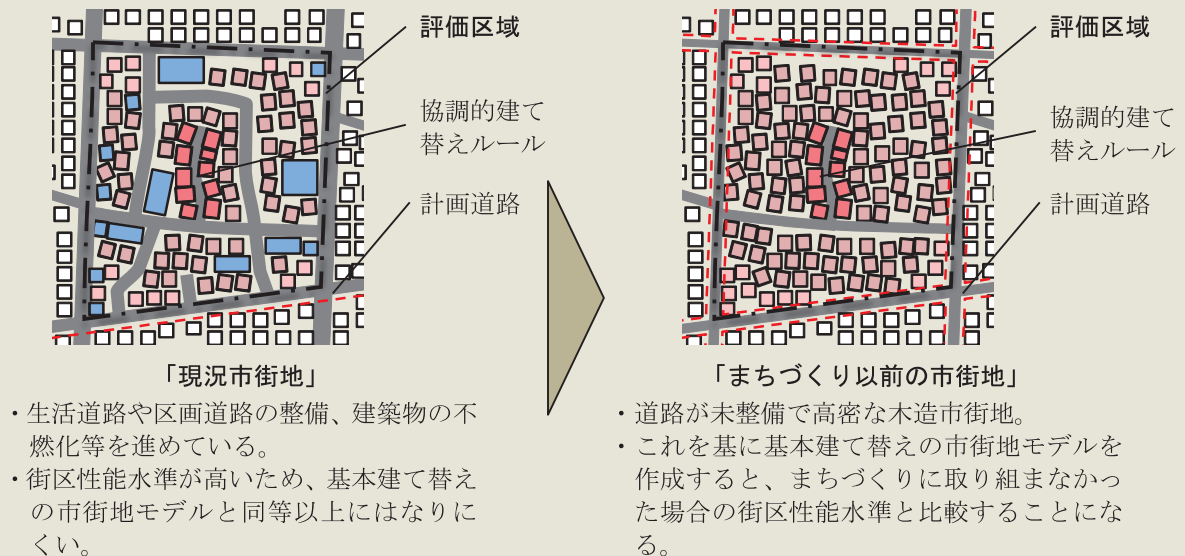 評価区域
協調的建て
替えルール
計画道路
「現況市街地」
・生活道路や区画道路の整備、建築物の不
燃化等を進めている。
・街区性能水準が高いため、基本建て替え
の市街地モデルと同等以上にはなりに
くい。
評価区域
協調的建て
替えルール
計画道路
「まちづくり以前の市街地」
・道路が未整備で高密な木造市街地。
・これを基に基本建て替えの市街地モデルを
作成すると、まちづくりに取り組まなかっ
た場合の街区性能水準と比較することにな
る。